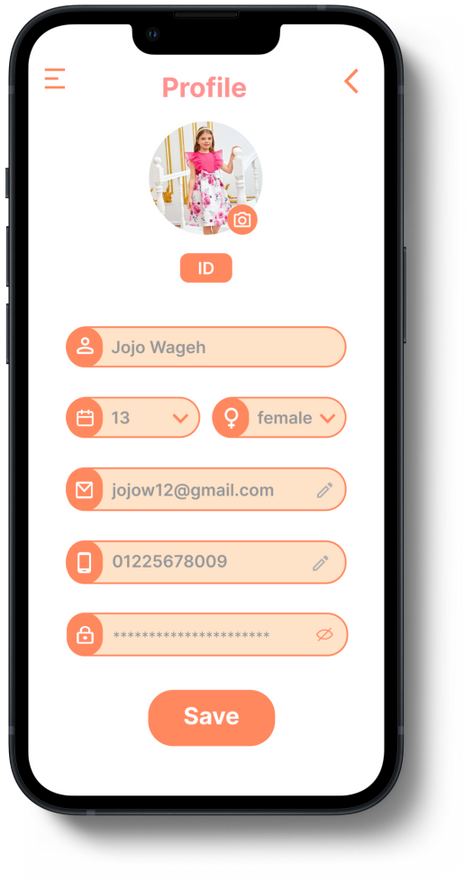 Profile
ID
Jojo Wageh
13 female
jojow12@gmail.com
01225678009
**********************
Save